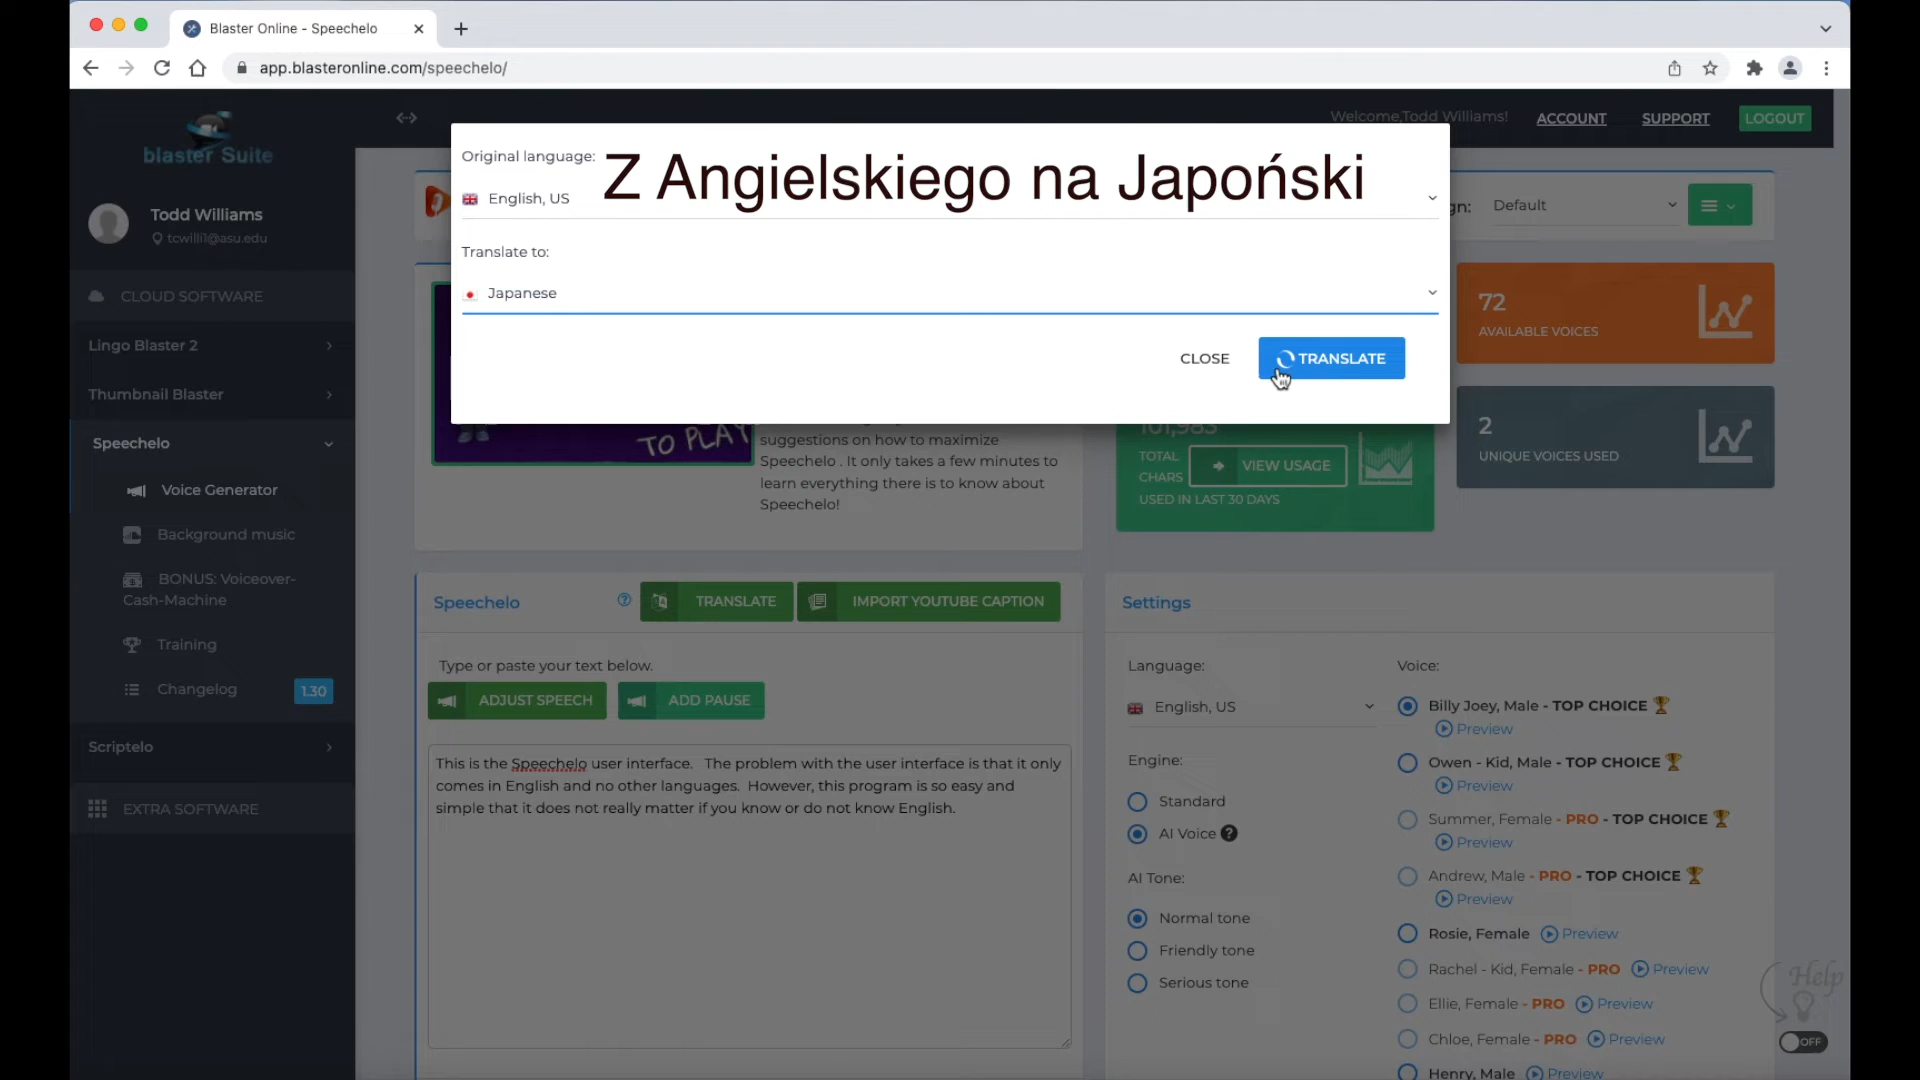 Blaster Online - Speechelo
app.blasteronline.com/speechelo/
blaster Suite
Welcome,Todd Williams!
ACCOUNT
SUPPORT
LOGOUT
Todd Williams
tcwilli1@asu.edu
CLOUD SOFTWARE
Lingo Blaster 2
Thumbnail Blaster
Speechelo
Voice Generator
Background music
BONUS: Voiceover-
Cash-Machine
Training
Changelog 1.30
Scriptelo
EXTRA SOFTWARE
Original language:
Z Angielskiego na Japoński
English, US
Translate to:
Japanese
CLOSE
TRANSLATE
Default
72
AVAILABLE VOICES
2
UNIQUE VOICES USED
TO PLAY
suggestions on how to maximize
Speechelo . It only takes a few minutes to
learn everything there is to know about
Speechelo!
101,983
TOTAL
CHARS
VIEW USAGE
USED IN LAST 30 DAYS
Speechelo
TRANSLATE
IMPORT YOUTUBE CAPTION
Type or paste your text below.
ADJUST SPEECH
ADD PAUSE
This is the Speechelo user interface. The problem with the user interface is that it only
comes in English and no other languages. However, this program is so easy and
simple that it does not really matter if you know or do not know English.
Settings
Language:
English, US
Engine:
Standard
AI Voice
AI Tone:
Normal tone
Friendly tone
Serious tone
Voice:
Billy Joey, Male - TOP CHOICE
Preview
Owen - Kid, Male - TOP CHOICE
Preview
Summer, Female - PRO - TOP CHOICE
Preview
Andrew, Male - PRO - TOP CHOICE
Preview
Rosie, Female Preview
Rachel - Kid, Female - PRO Preview
Ellie, Female - PRO Preview
Chloe, Female - PRO Preview
Henry, Male Preview
Help
OFF